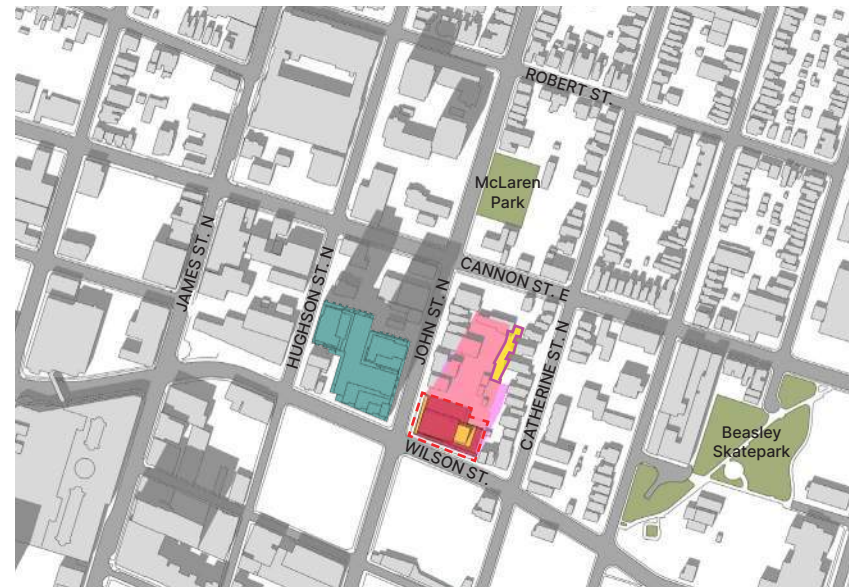 ROBERT ST.
McLaren
Park
JAMES ST. N
HUGHSON ST. N
JOHN ST. N
CANNON ST. E
CATHERINE ST. N
WILSON ST.
Beasley
Skatepark